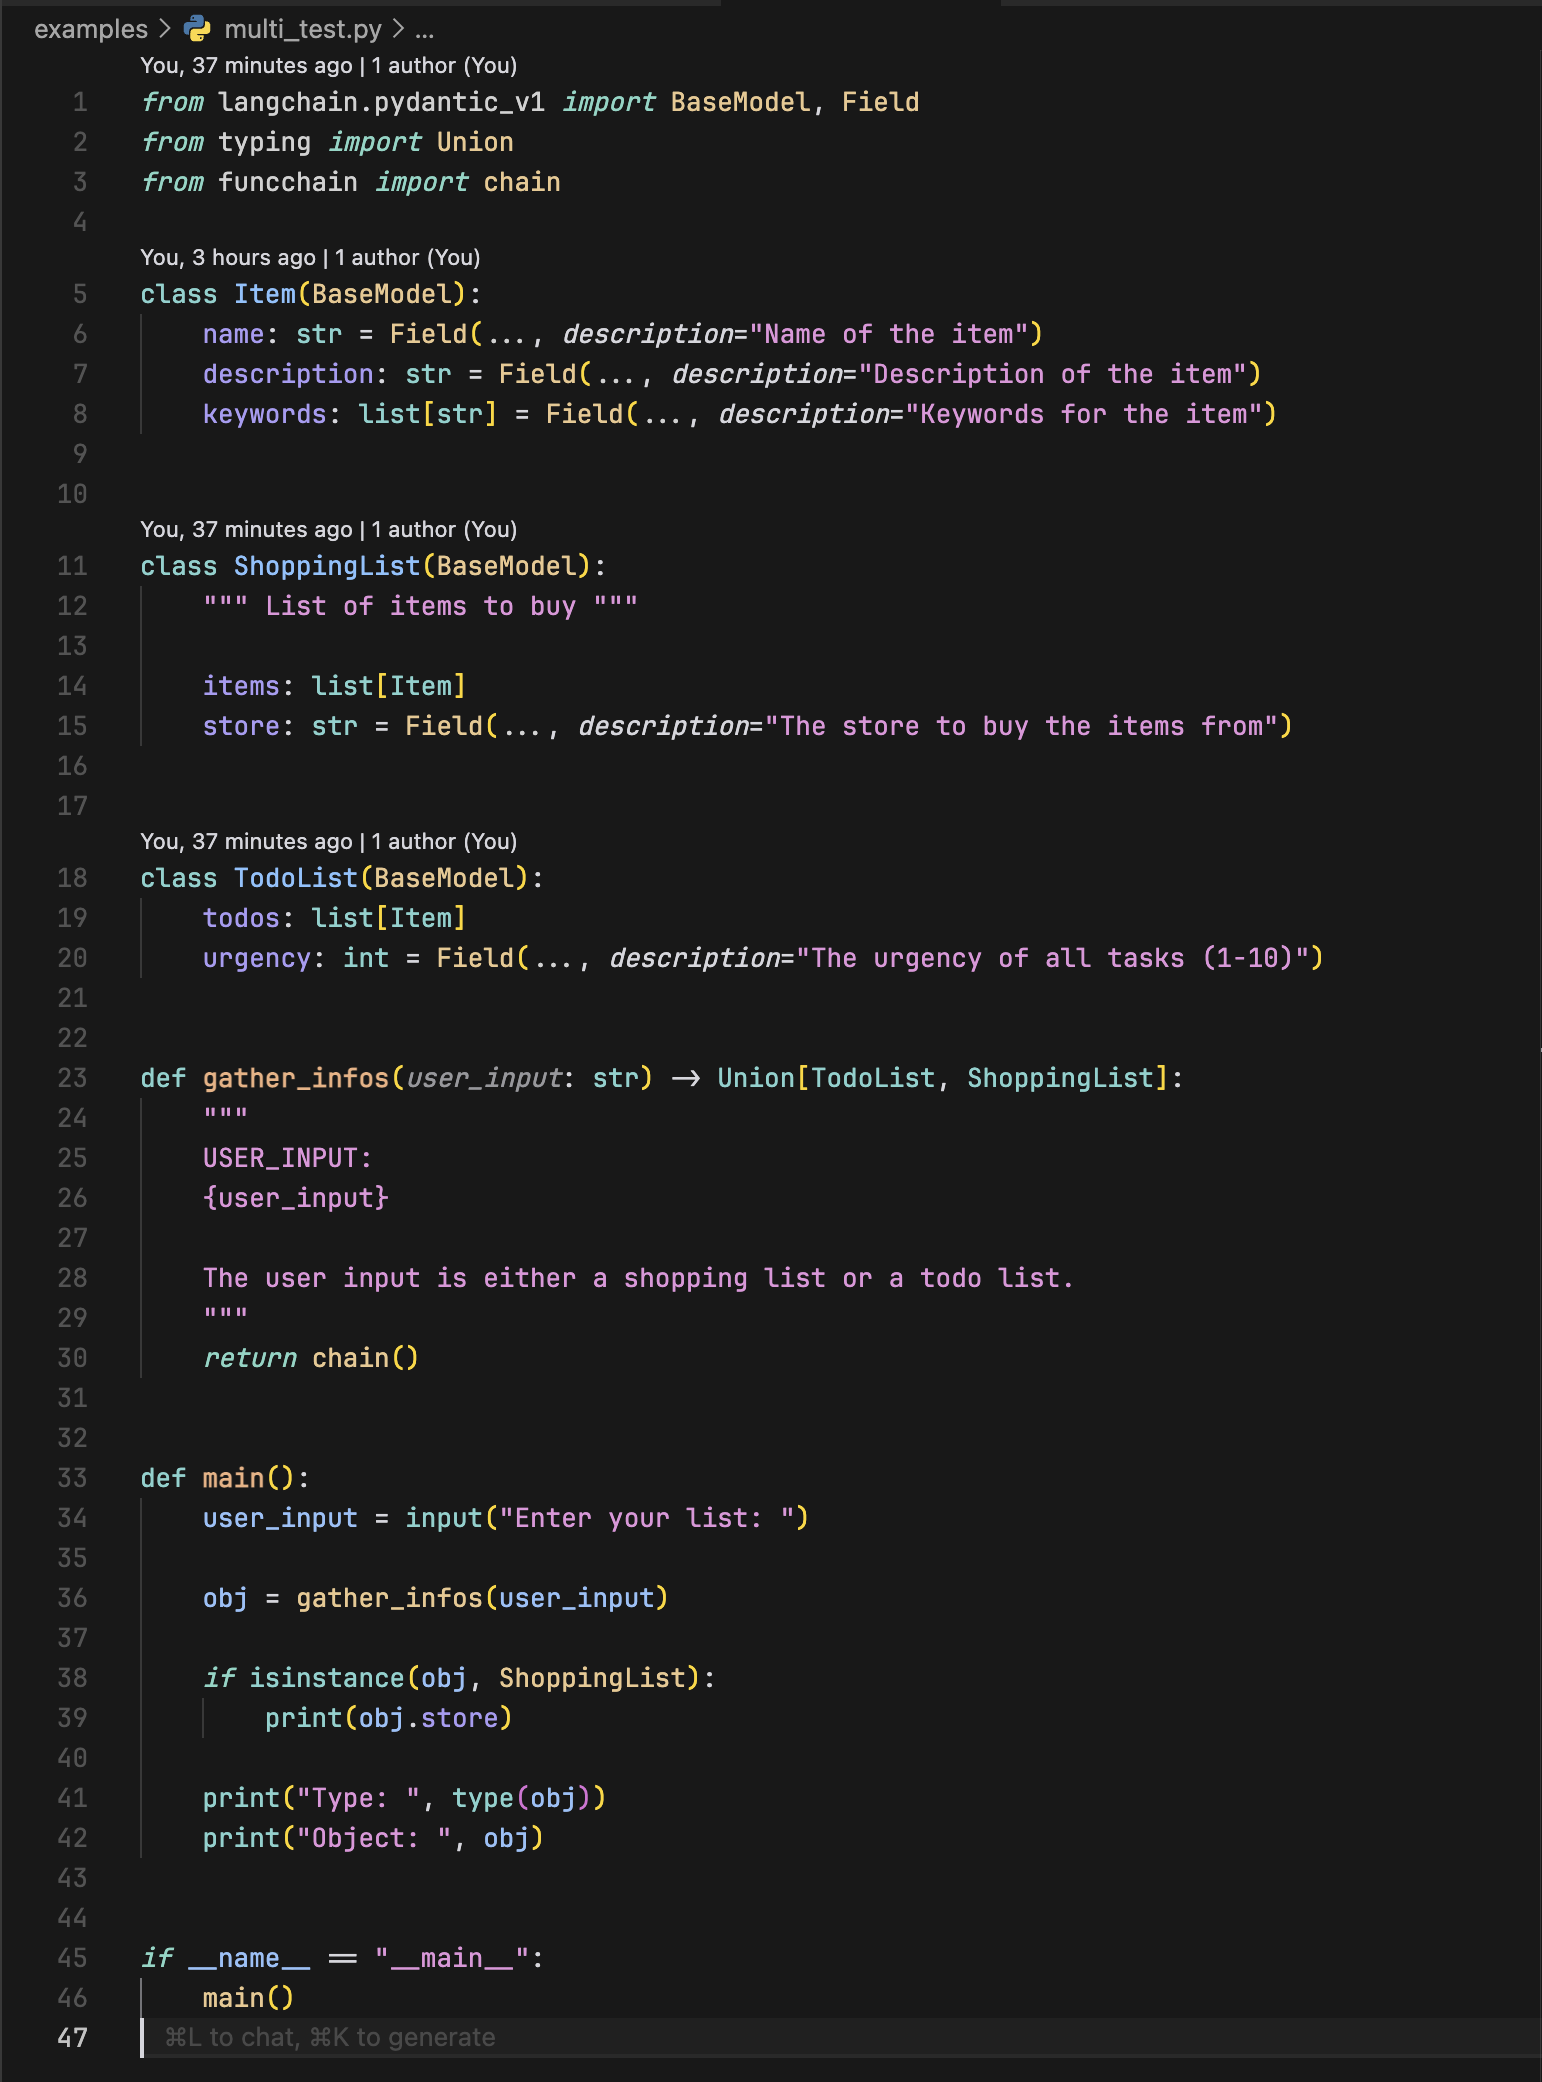 examples > multi_test.py > ...
You, 37 minutes ago | 1 author (You)
1 from langchain.pydantic_v1 import BaseModel, Field
2 from typing import Union
3 from funcchain import chain
4
You, 3 hours ago | 1 author (You)
5 class Item(BaseModel):
6     name: str = Field(..., description="Name of the item")
7     description: str = Field(..., description="Description of the item")
8     keywords: list[str] = Field(..., description="Keywords for the item")
9
10
You, 37 minutes ago | 1 author (You)
11 class ShoppingList(BaseModel):
12     """ List of items to buy """
13
14     items: list[Item]
15     store: str = Field(..., description="The store to buy the items from")
16
17
You, 37 minutes ago | 1 author (You)
18 class TodoList(BaseModel):
19     todos: list[Item]
20     urgency: int = Field(..., description="The urgency of all tasks (1-10)")
21
22
23 def gather_infos(user_input: str) -> Union[TodoList, ShoppingList]:
24     """
25     USER_INPUT:
26     {user_input}
27
28     The user input is either a shopping list or a todo list.
29     """
30     return chain()
31
32
33 def main():
34     user_input = input("Enter your list: ")
35
36     obj = gather_infos(user_input)
37
38     if isinstance(obj, ShoppingList):
39         print(obj.store)
40
41     print("Type: ", type(obj))
42     print("Object: ", obj)
43
44
45 if __name__ == "__main__":
46     main()
47 ⌘L to chat, ⌘K to generate